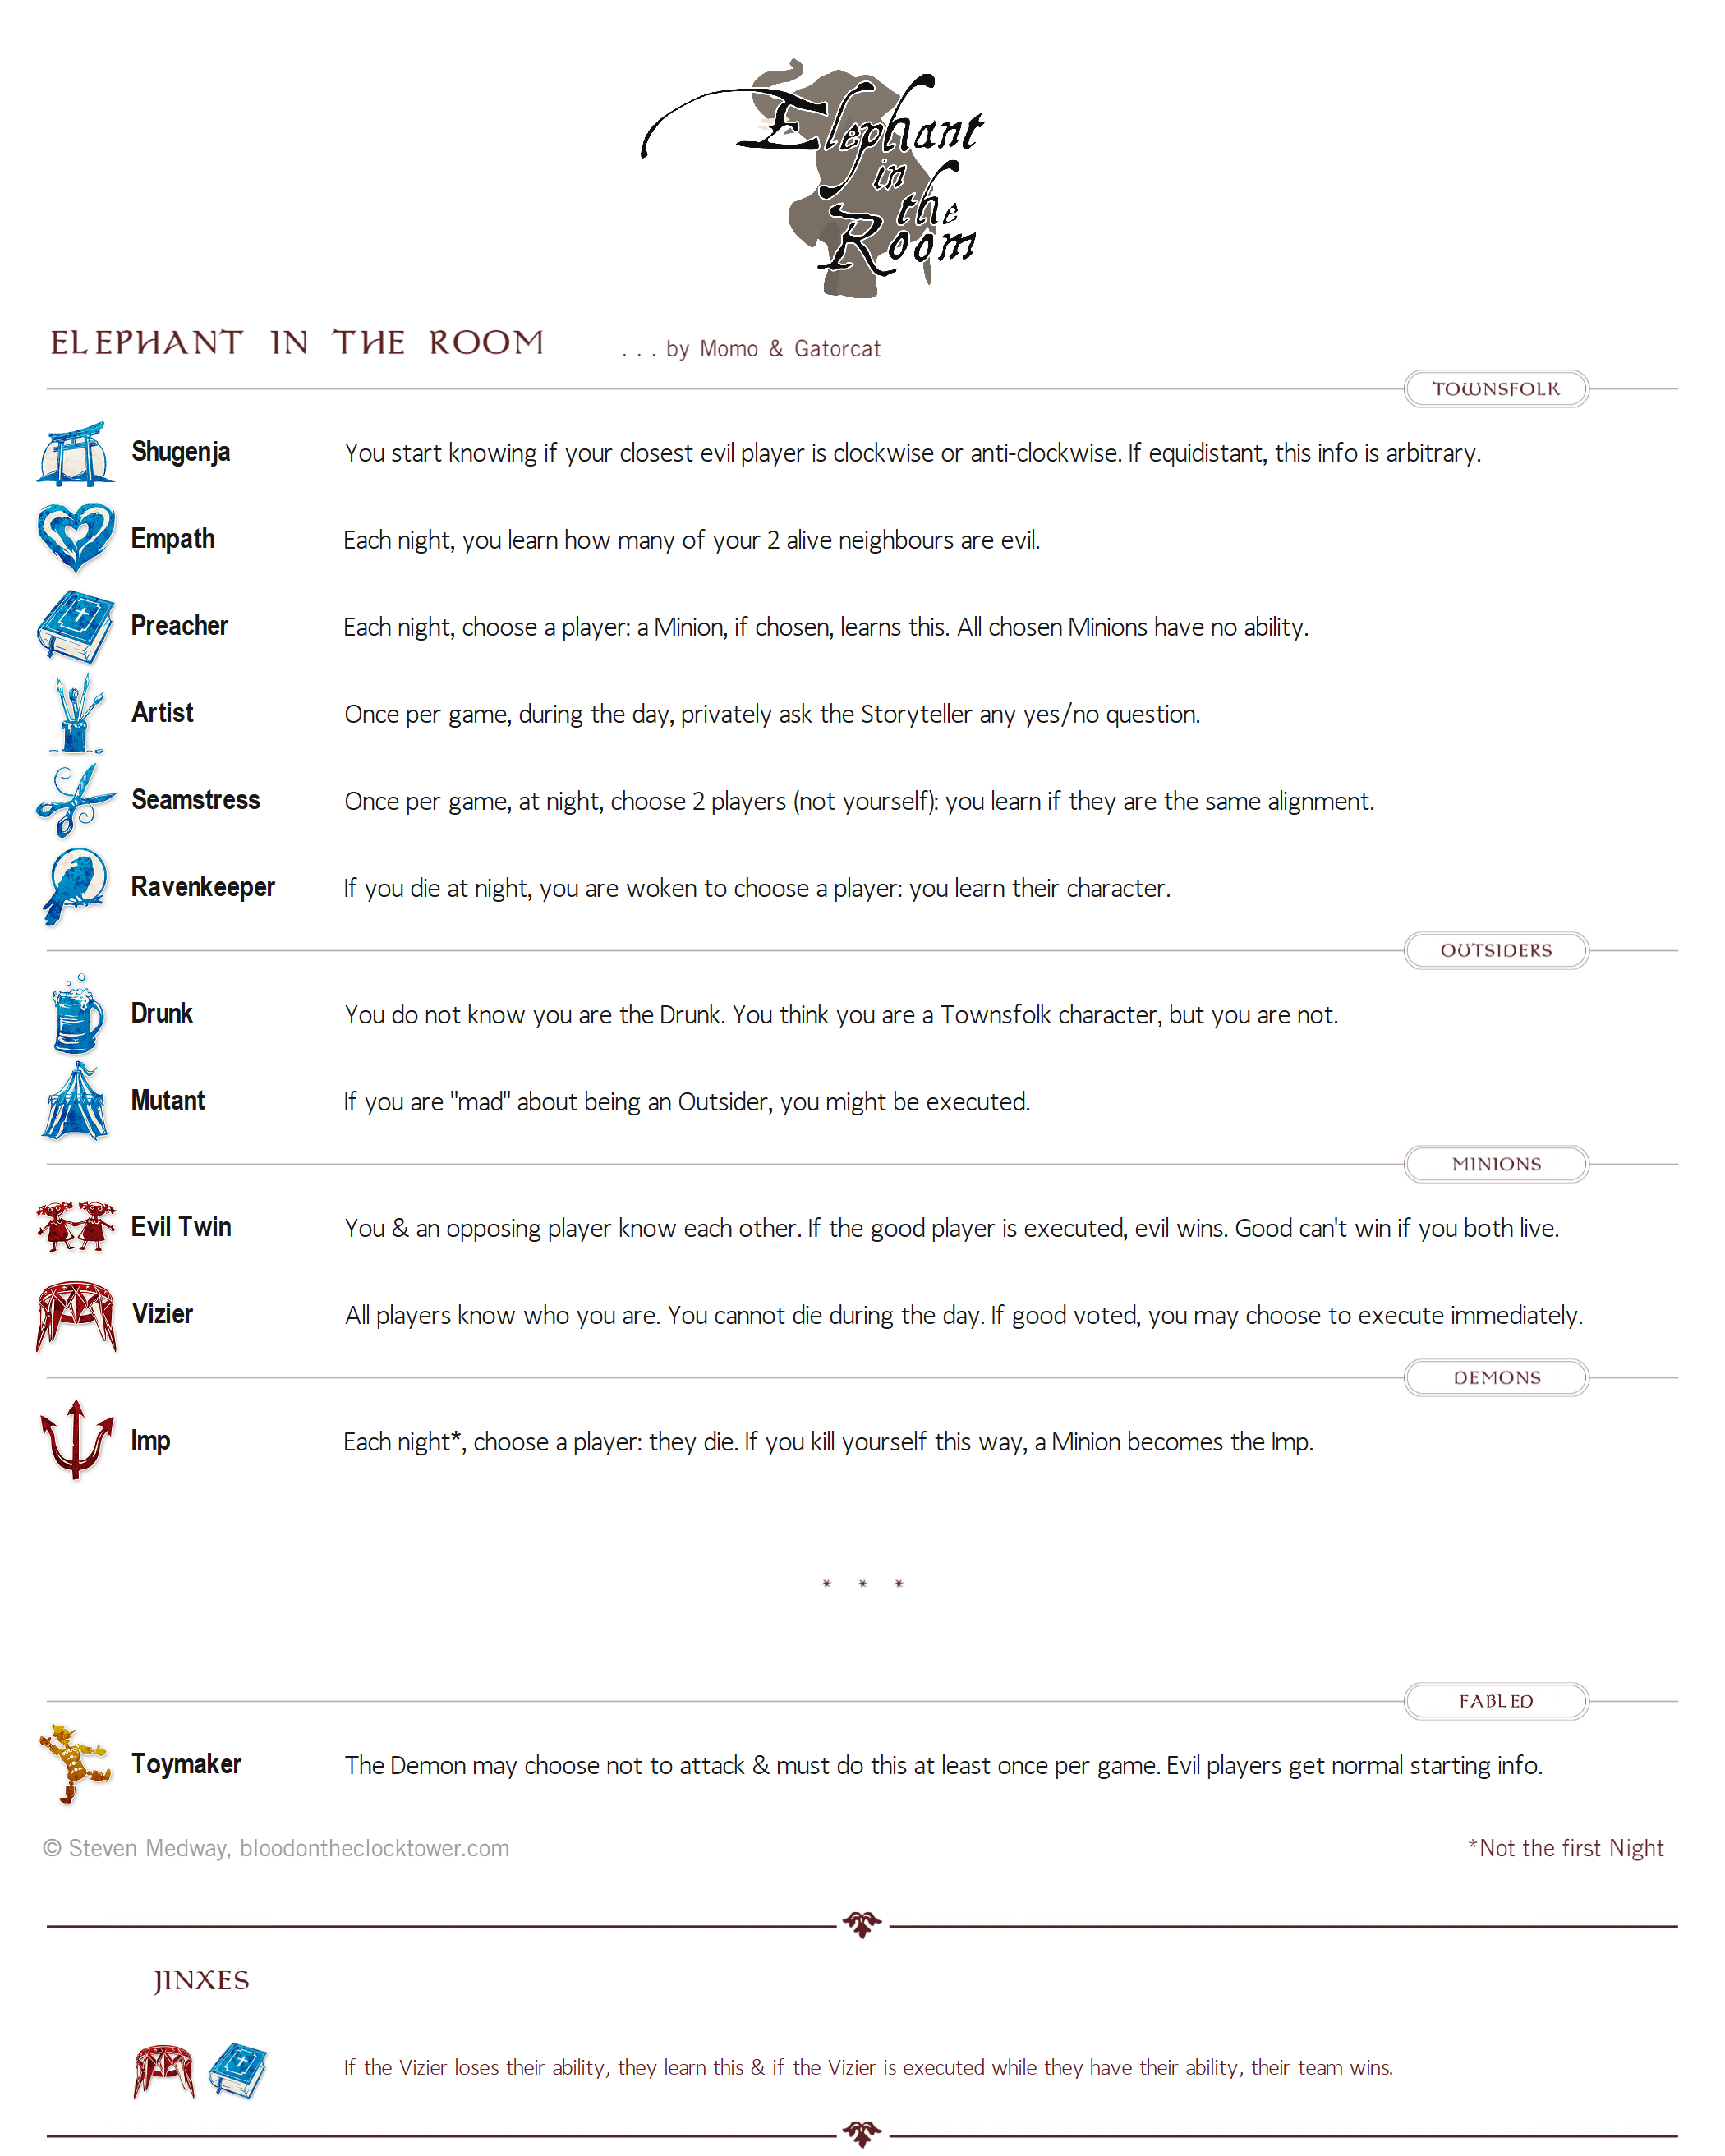 Elephant
in
the
Room
ELEPHANT IN THE ROOM ... by Momo & Gatorcat
TOWNSFOLK
Shugenja You start knowing if your closest evil player is clockwise or anti-clockwise. If equidistant, this info is arbitrary.
Empath Each night, you learn how many of your 2 alive neighbours are evil.
Preacher Each night, choose a player: a Minion, if chosen, learns this. All chosen Minions have no ability.
Artist Once per game, during the day, privately ask the Storyteller any yes/no question.
Seamstress Once per game, at night, choose 2 players (not yourself): you learn if they are the same alignment.
Ravenkeeper If you die at night, you are woken to choose a player: you learn their character.
OUTSIDERS
Drunk You do not know you are the Drunk. You think you are a Townsfolk character, but you are not.
Mutant If you are "mad" about being an Outsider, you might be executed.
MINIONS
Evil Twin You & an opposing player know each other. If the good player is executed, evil wins. Good can't win if you both live.
Vizier All players know who you are. You cannot die during the day. If good voted, you may choose to execute immediately.
DEMONS
Imp Each night*, choose a player: they die. If you kill yourself this way, a Minion becomes the Imp.
* * *
FABLED
Toymaker The Demon may choose not to attack & must do this at least once per game. Evil players get normal starting info.
© Steven Medway, bloodontheclocktower.com *Not the first Night
JINXES
If the Vizier loses their ability, they learn this & if the Vizier is executed while they have their ability, their team wins.